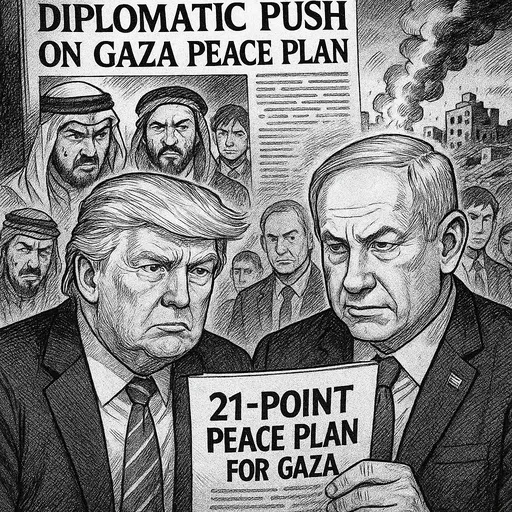 DIPLOMATIC PUSH
ON GAZA PEACE PLAN
21-POINT
PEACE PLAN
FOR GAZA